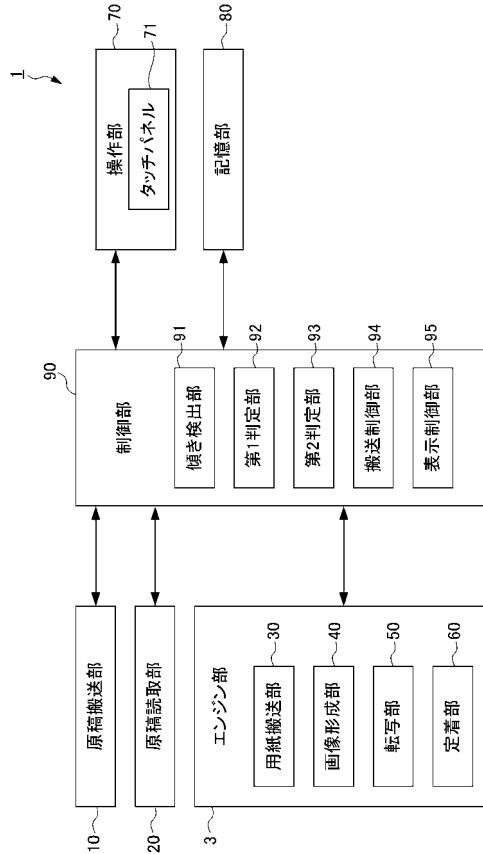 1
10
原稿搬送部
20
原稿読取部
3
エンジン部
用紙搬送部
30
画像形成部
40
転写部
50
定着部
60
90
制御部
傾き検出部
91
第1判定部
92
第2判定部
93
搬送制御部
94
表示制御部
95
操作部
70
タッチパネル
71
記憶部
80